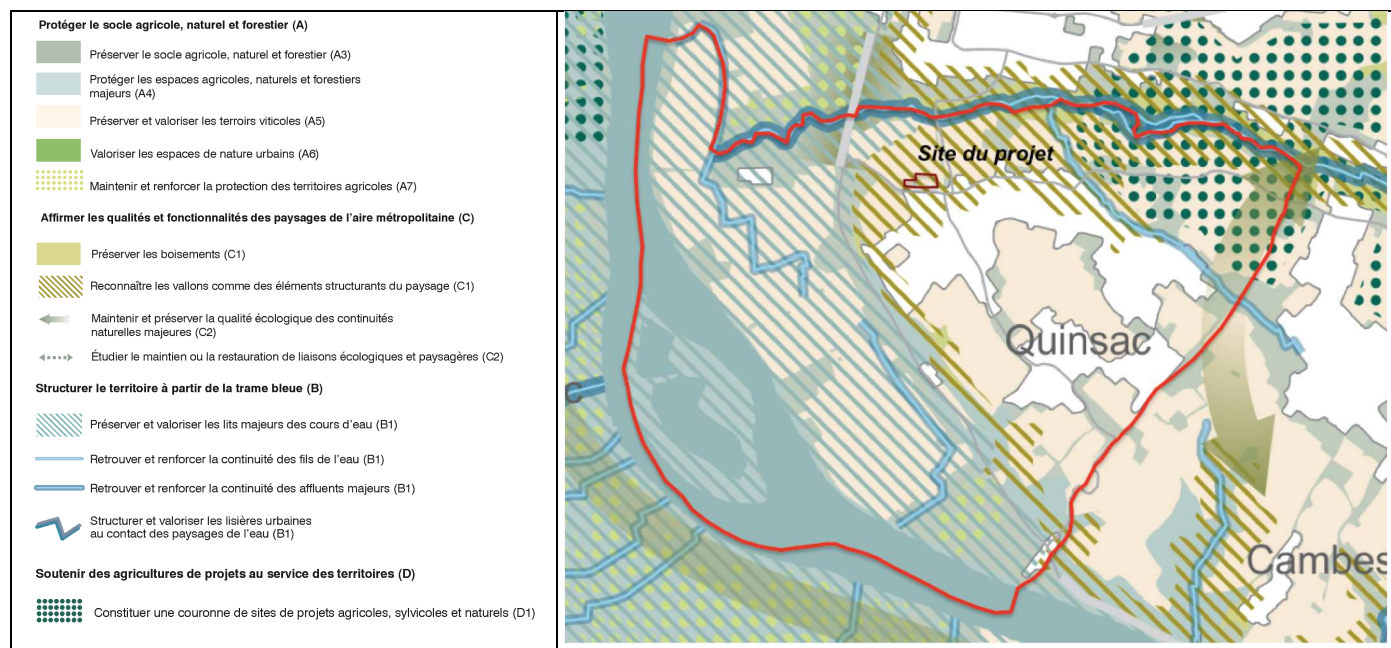 Protéger le socle agricole, naturel et forestier (A)
Préserver le socle agricole, naturel et forestier (A3)
Protéger les espaces agricoles, naturels et forestiers
majeurs (A4)
Préserver et valoriser les terroirs viticoles (A5)
Valoriser les espaces de nature urbains (A6)
Maintenir et renforcer la protection des territoires agricoles (A7)
Affirmer les qualités et fonctionnalités des paysages de l'aire métropolitaine (C)
Préserver les boisements (C1)
Reconnaître les vallons comme des éléments structurants du paysage (C1)
Maintenir et préserver la qualité écologique des continuités
naturelles majeures (C2)
Étudier le maintien ou la restauration de liaisons écologiques et paysagères (C2)
Structurer le territoire à partir de la trame bleue (B)
Préserver et valoriser les lits majeurs des cours d'eau (B1)
Retrouver et renforcer la continuité des fils de l'eau (B1)
Retrouver et renforcer la continuité des affluents majeurs (B1)
Structurer et valoriser les lisières urbaines
au contact des paysages de l'eau (B1)
Soutenir des agricultures de projets au service des territoires (D)
Constituer une couronne de sites de projets agricoles, sylvicoles et naturels (D1)
Site du projet
Quinsac
C
Cambes